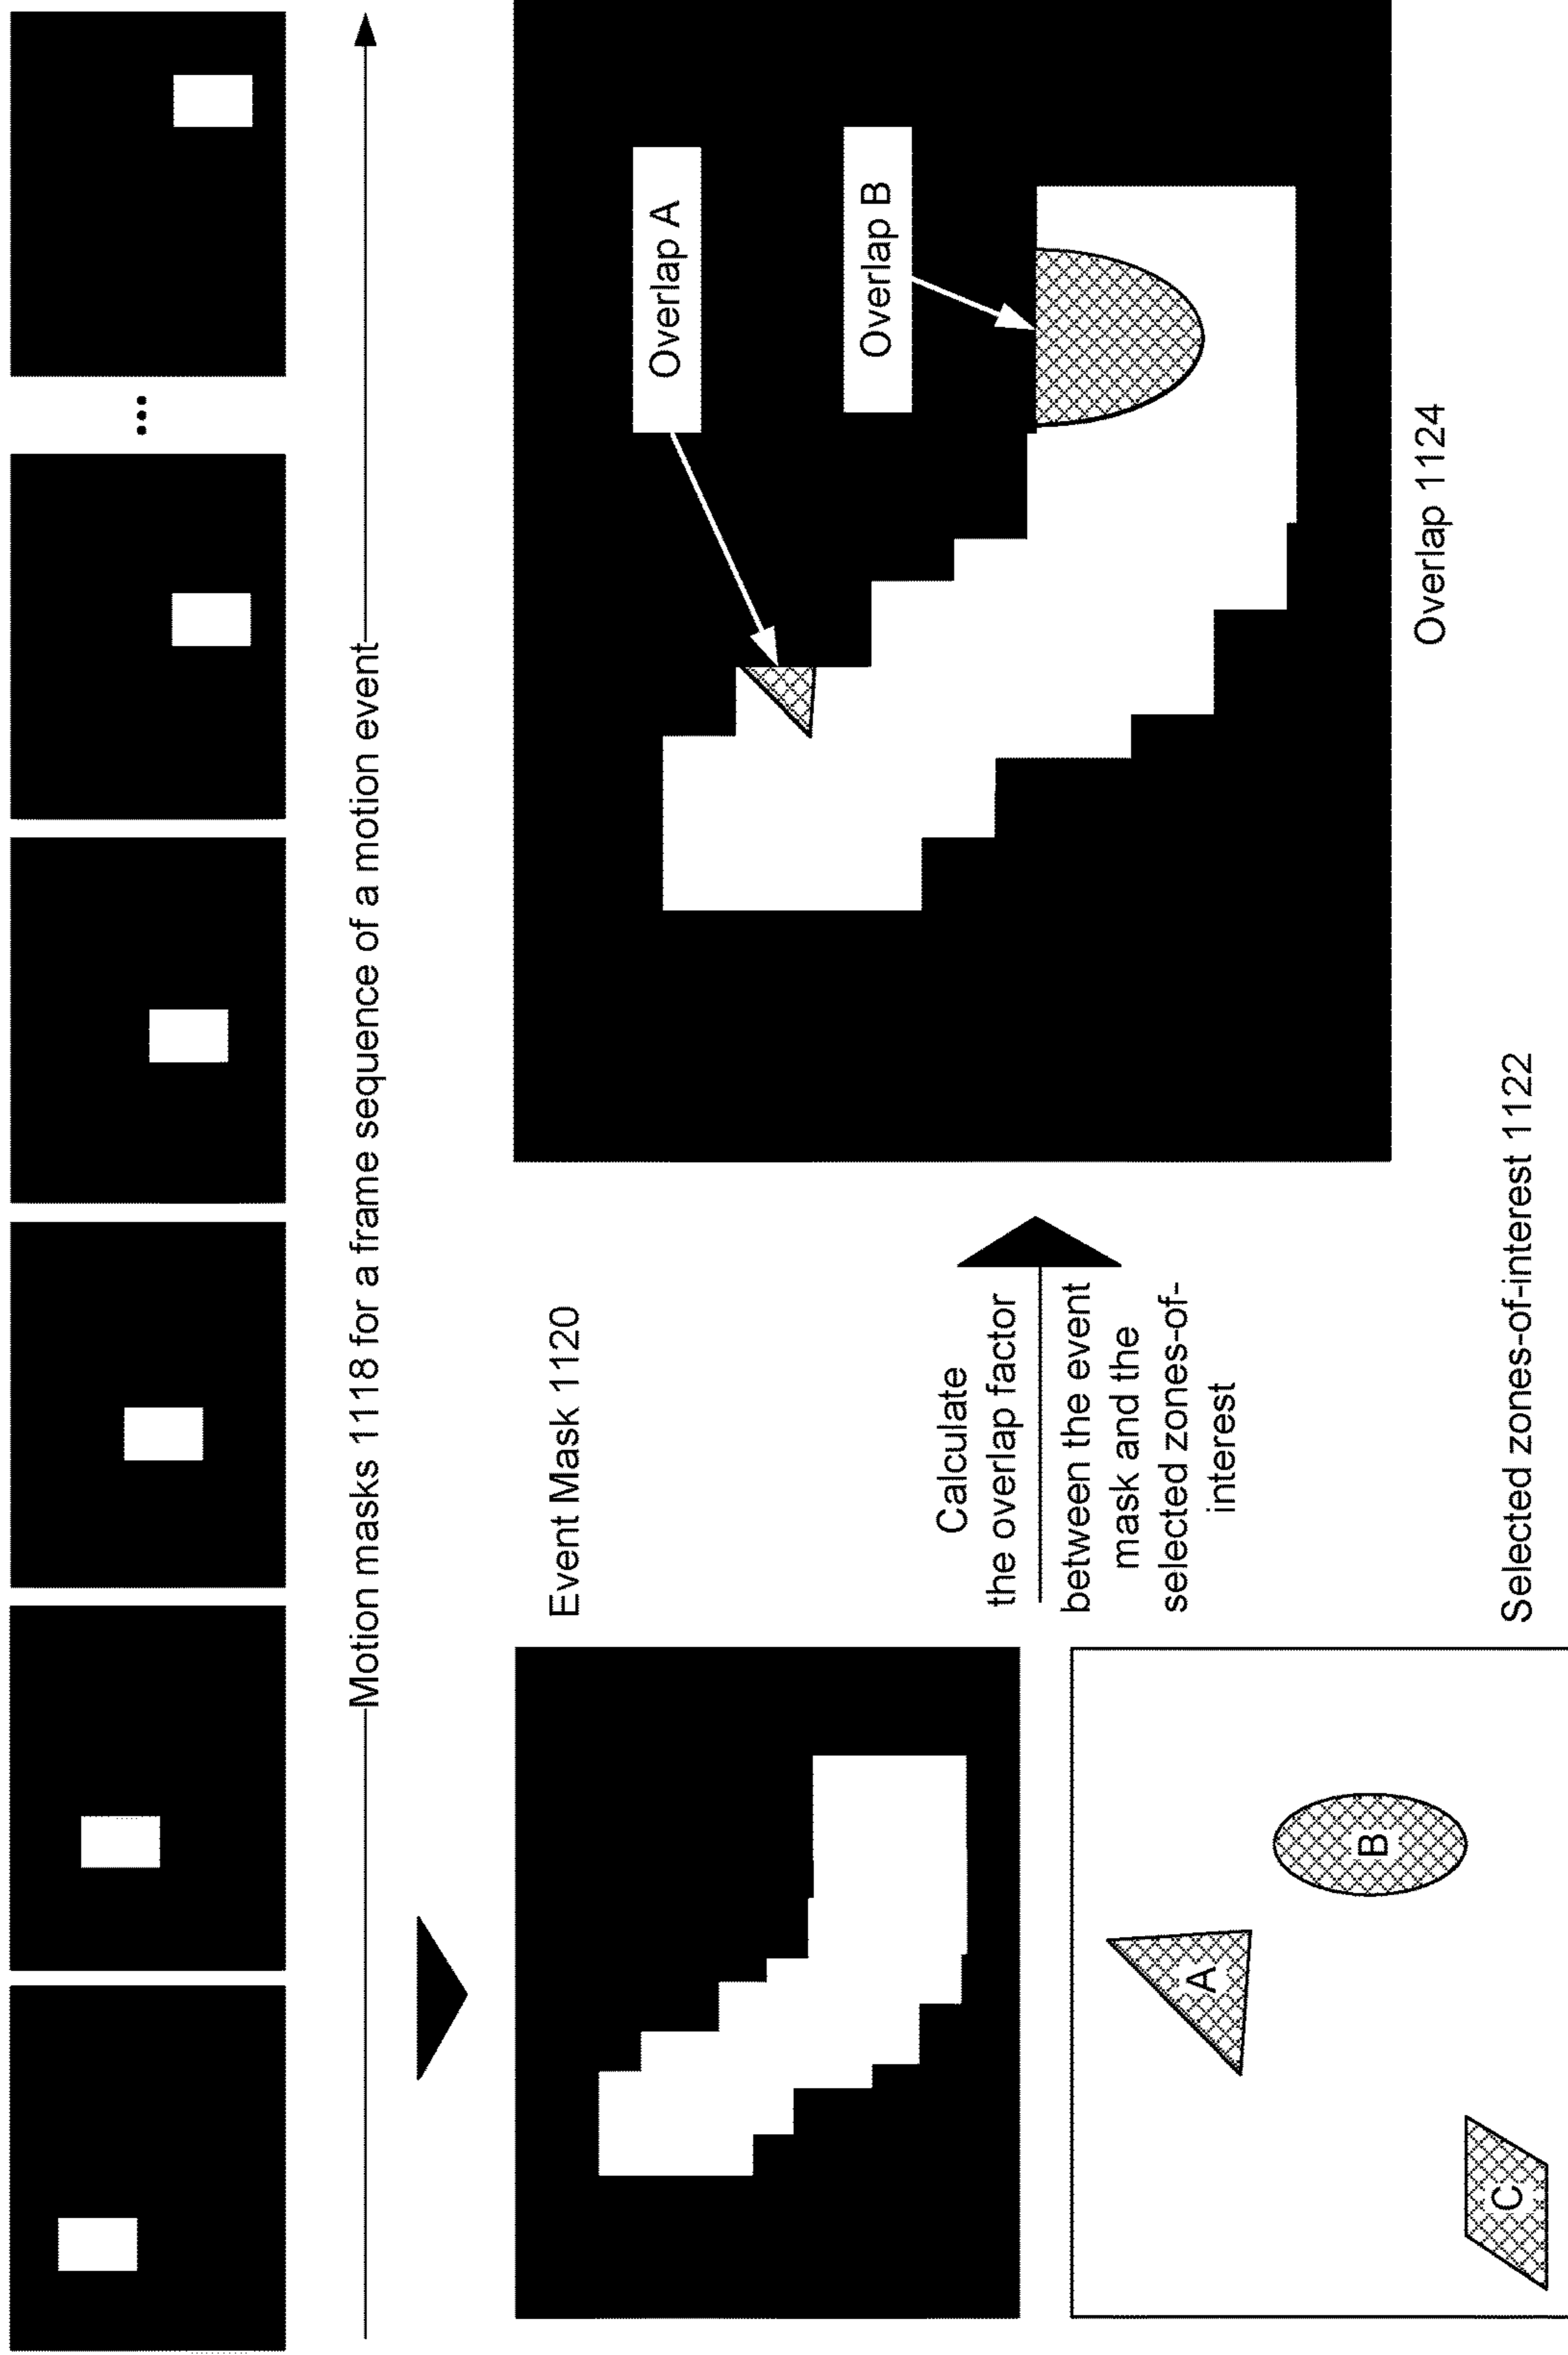 •••
Motion masks 1118 for a frame sequence of a motion event
Event Mask 1120
Calculate
the overlap factor
between the event
mask and the
selected zones-of-
interest
Overlap A
Overlap B
Overlap 1124
A
B
C
Selected zones-of-interest 1122